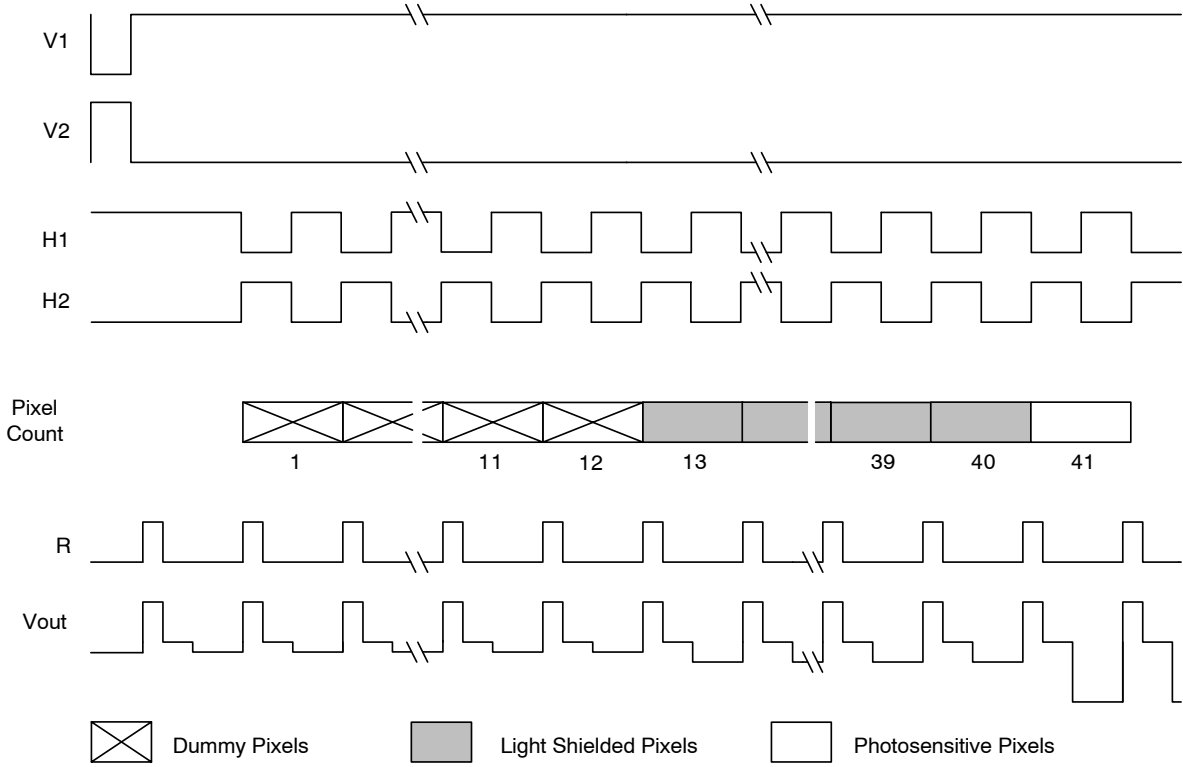 V1
V2
H1
H2
Pixel
Count
1 11 12 13 39 40 41
R
Vout
Dummy Pixels Light Shielded Pixels Photosensitive Pixels